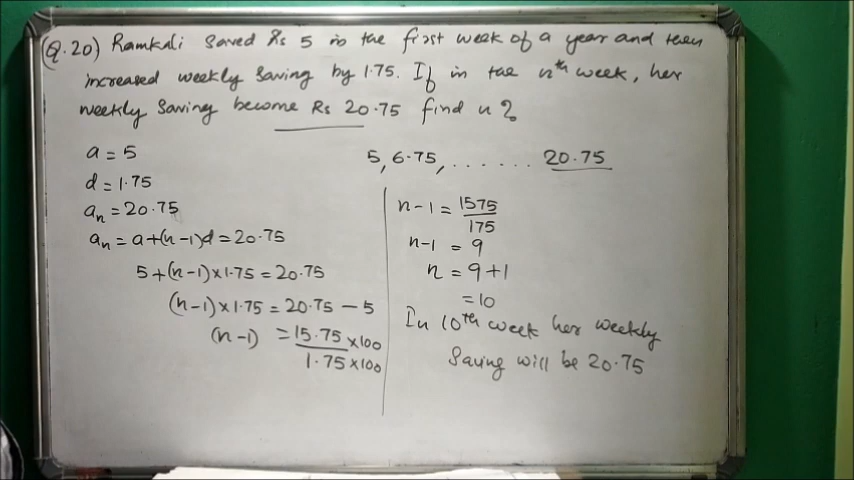 Q.20) Ramkali saved Rs 5 in the first week of a year and then
increased weekly saving by 1.75. If in the nth week, her
weekly saving become Rs 20.75 find n?
a = 5
d = 1.75
an = 20.75
an = a+(n-1)d = 20.75
5+(n-1)×1.75 = 20.75
(n-1)×1.75 = 20.75 - 5
(n-1) = 15.75×100
1.75×100
5, 6.75, . . . . . . 20.75
n-1 = 1575
175
n-1 = 9
n = 9+1
= 10
In 10th week her weekly
saving will be 20.75